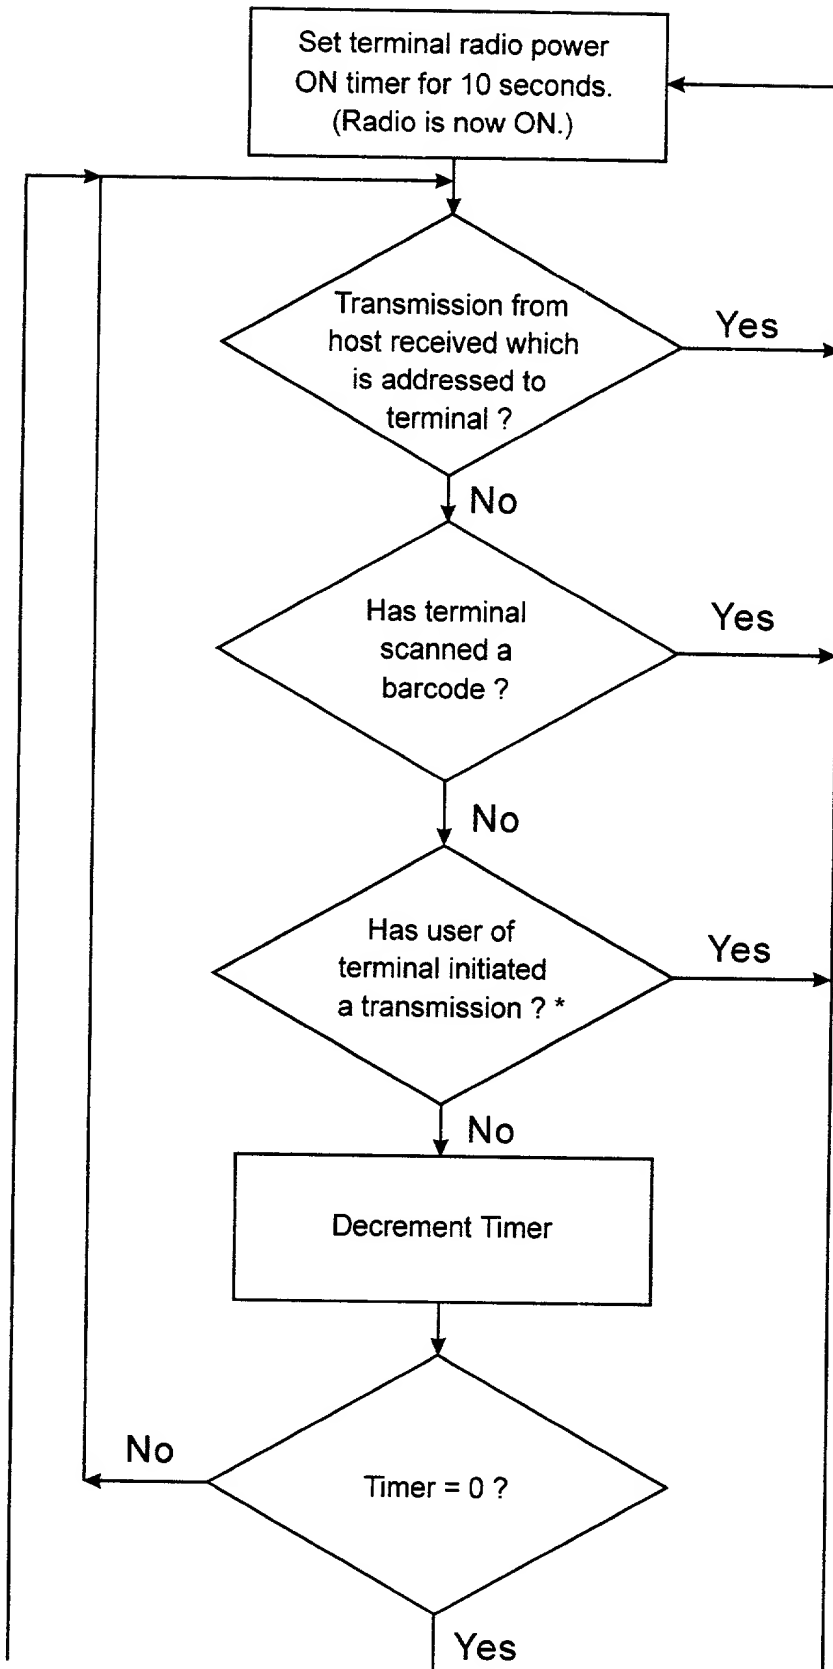 Set terminal radio power
ON timer for 10 seconds.
(Radio is now ON.)
Transmission from
host received which
is addressed to
terminal ?
Yes
No
Has terminal
scanned a
barcode ?
Yes
No
Has user of
terminal initiated
a transmission ? *
Yes
No
Decrement Timer
Timer = 0 ?
No
Yes